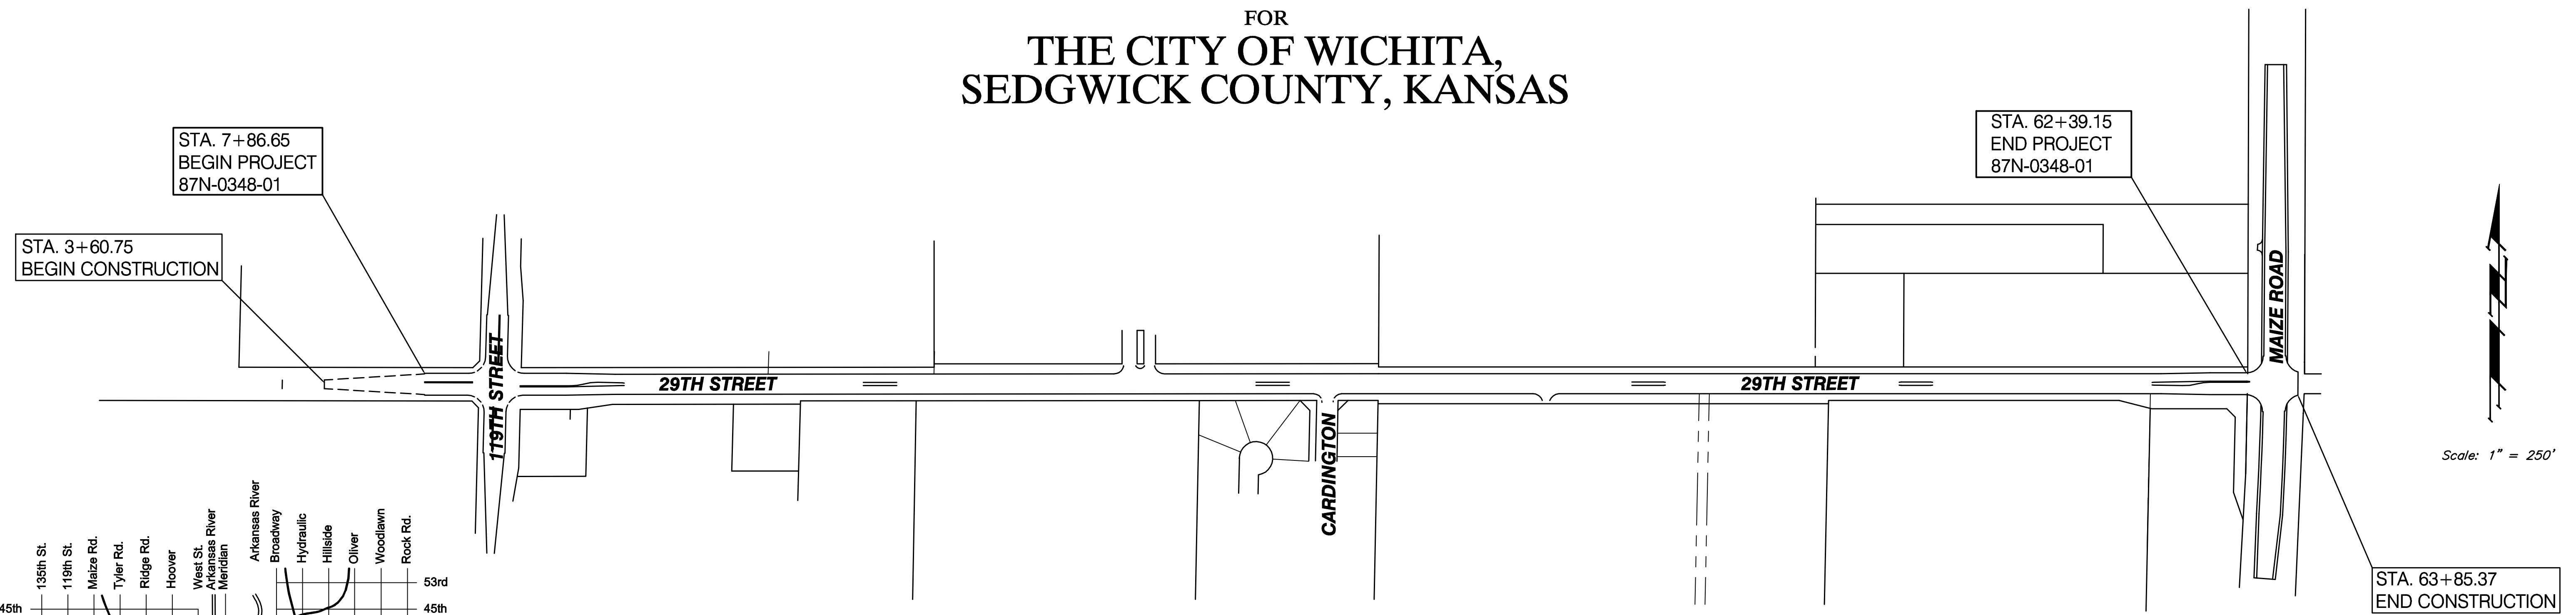 FOR
THE CITY OF WICHITA,
SEDGWICK COUNTY, KANSAS
STA. 7+86.65
BEGIN PROJECT
87N-0348-01
STA. 3+60.75
BEGIN CONSTRUCTION
STA. 62+39.15
END PROJECT
87N-0348-01
119TH STREET
29TH STREET
CARDINGTON
29TH STREET
MAIZE ROAD
Scale: 1" = 250'
STA. 63+85.37
END CONSTRUCTION
135th St.
119th St.
Maize Rd.
Tyler Rd.
Ridge Rd.
Hoover
West St.
Arkansas River
Meridian
Arkansas River
Broadway
Hydraulic
Hillside
Oliver
Woodlawn
Rock Rd.
53rd
45th
45th